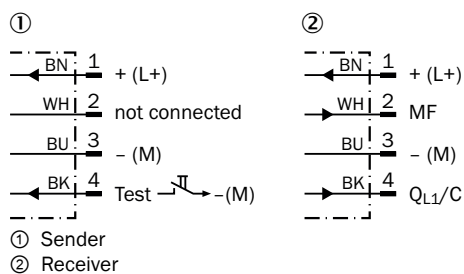 ① ②
BN 1 + (L+) BN 1 + (L+)
WH 2 not connected WH 2 MF
BU 3 – (M) BU 3 – (M)
BK 4 Test –(M) BK 4 QL1/C
① Sender
② Receiver